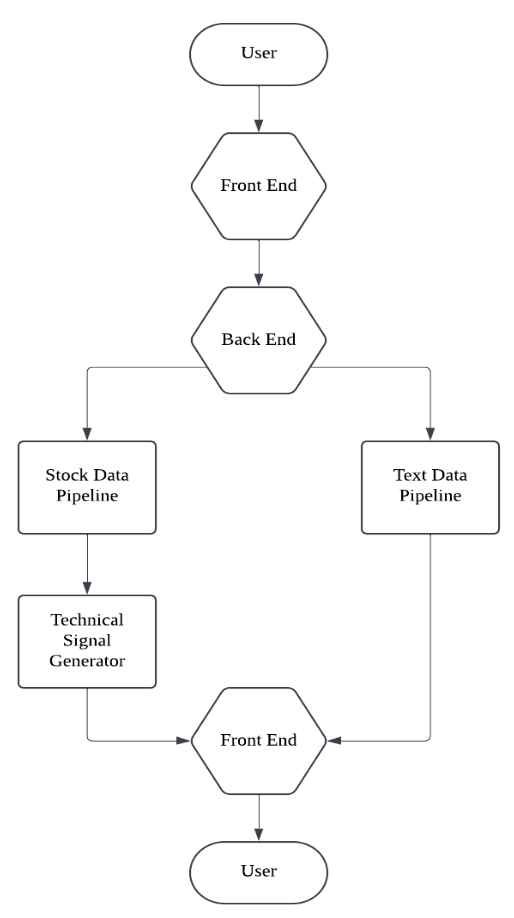 User
Front End
Back End
Stock Data
Pipeline
Text Data
Pipeline
Technical
Signal
Generator
Front End
User